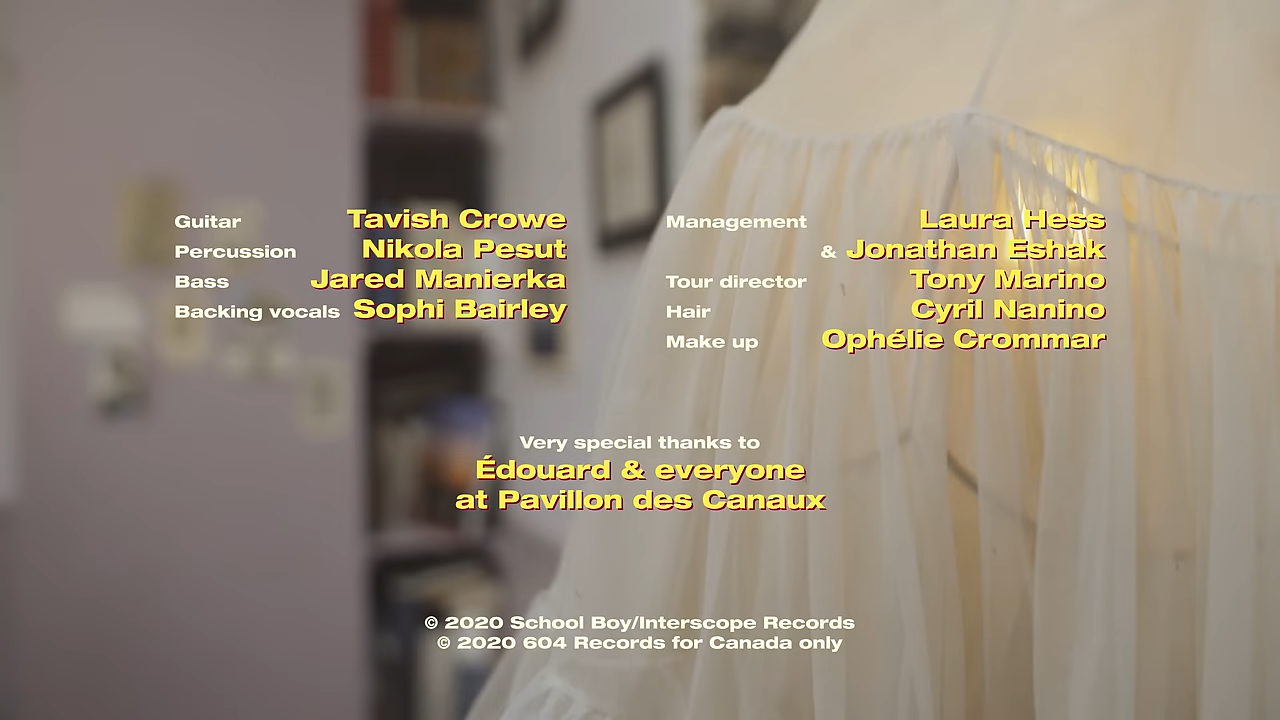 Guitar Tavish Crowe
Percussion Nikola Pesut
Bass Jared Manierka
Backing vocals Sophi Bairley
Management Laura Hess
& Jonathan Eshak
Tour director Tony Marino
Hair Cyril Nanino
Make up Ophélie Crommar
Very special thanks to
Édouard & everyone
at Pavillon des Canaux
© 2020 School Boy/Interscope Records
© 2020 604 Records for Canada only